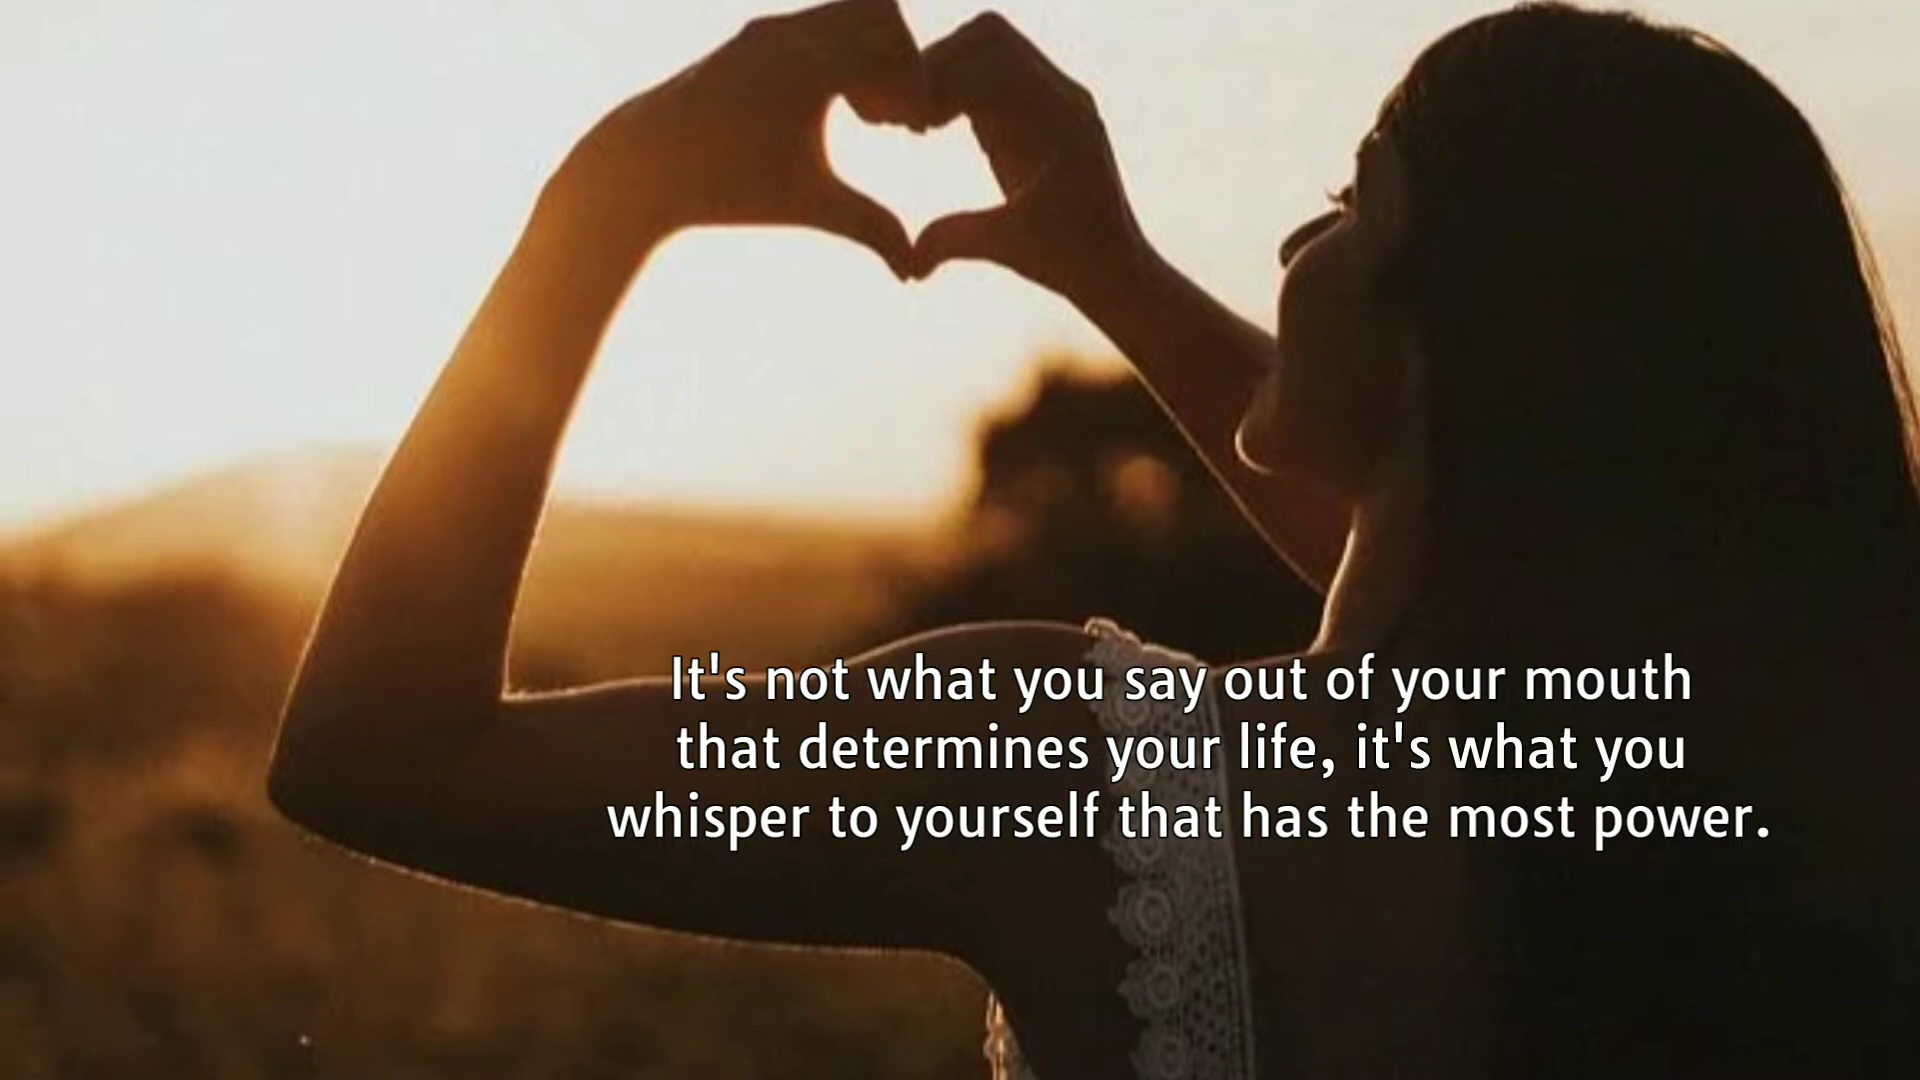 It's not what you say out of your mouth
that determines your life, it's what you
whisper to yourself that has the most power.